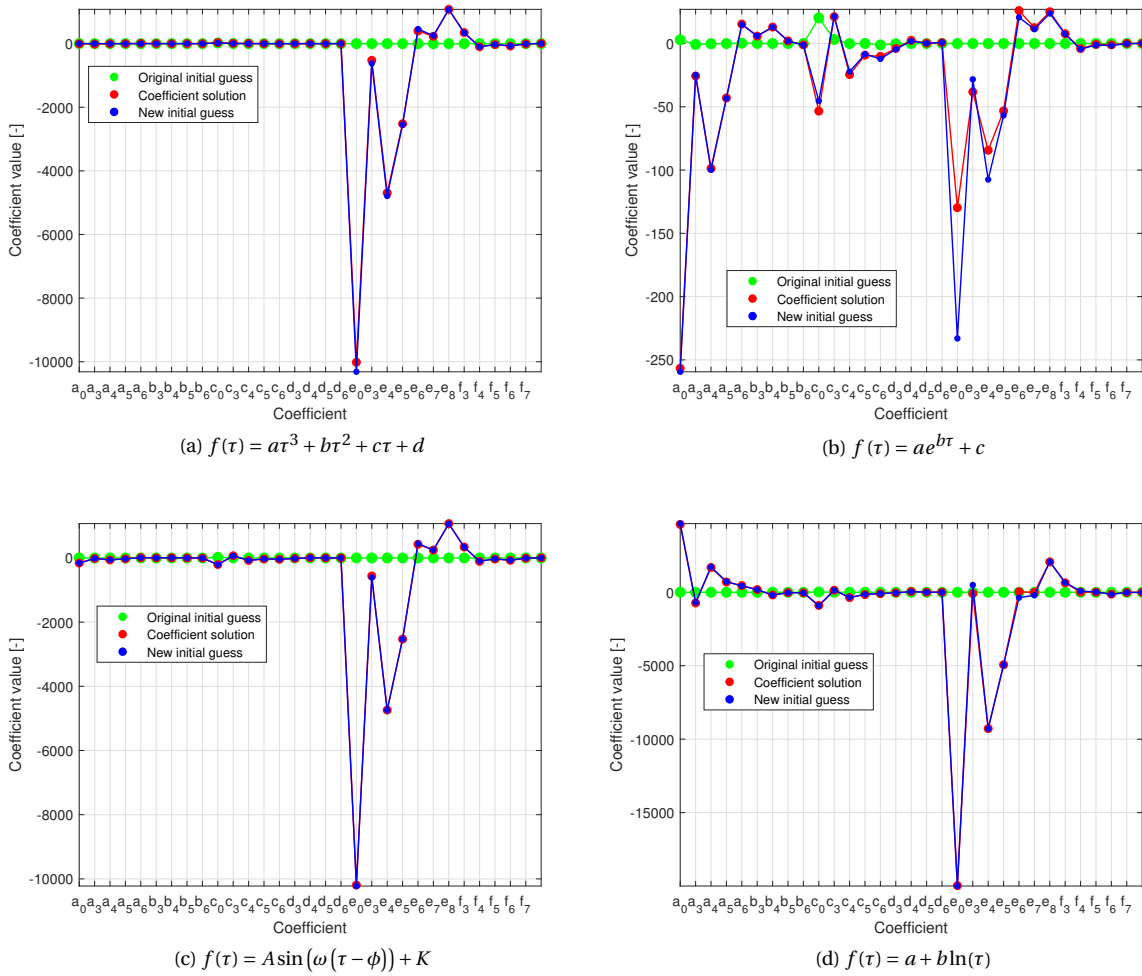 0
-2000
-4000
-6000
-8000
-10000
Coefficient value [-]
Original initial guess
Coefficient solution
New initial guess
a₀ a₃ a₄ a₅ a₆ b₃ b₄ b₅ b₆ c₀ c₃ c₄ c₅ c₆ d₃ d₄ d₅ d₆ e₀ e₃ e₄ e₅ e₆ e₇ e₈ f₃ f₄ f₅ f₆ f₇
Coefficient
(a) f(τ) = aτ³ + bτ² + cτ + d
0
-50
-100
-150
-200
-250
Coefficient value [-]
Original initial guess
Coefficient solution
New initial guess
a₀ a₃ a₄ a₅ a₆ b₃ b₄ b₅ b₆ c₀ c₃ c₄ c₅ c₆ d₃ d₄ d₅ d₆ e₀ e₃ e₄ e₅ e₆ e₇ e₈ f₃ f₄ f₅ f₆ f₇
Coefficient
(b) f(τ) = ae^{bτ} + c
0
-2000
-4000
-6000
-8000
-10000
Coefficient value [-]
Original initial guess
Coefficient solution
New initial guess
a₀ a₃ a₄ a₅ a₆ b₃ b₄ b₅ b₆ c₀ c₃ c₄ c₅ c₆ d₃ d₄ d₅ d₆ e₀ e₃ e₄ e₅ e₆ e₇ e₈ f₃ f₄ f₅ f₆ f₇
Coefficient
(c) f(τ) = A sin(ω(τ − φ)) + K
0
-5000
-10000
-15000
Coefficient value [-]
Original initial guess
Coefficient solution
New initial guess
a₀ a₃ a₄ a₅ a₆ b₃ b₄ b₅ b₆ c₀ c₃ c₄ c₅ c₆ d₃ d₄ d₅ d₆ e₀ e₃ e₄ e₅ e₆ e₇ e₈ f₃ f₄ f₅ f₆ f₇
Coefficient
(d) f(τ) = a + b ln(τ)